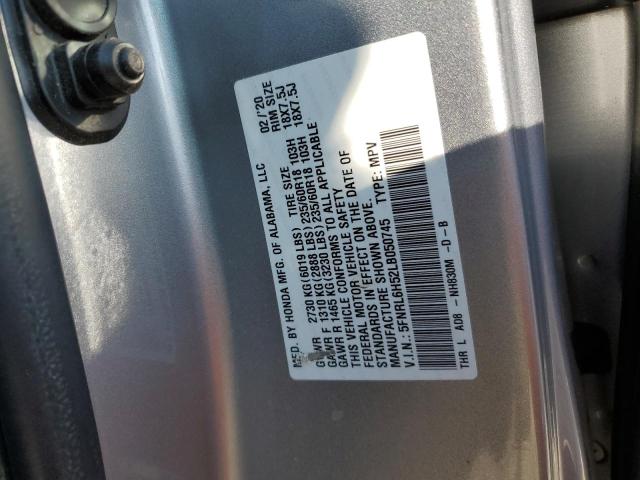 MFD. BY HONDA MFG. OF ALABAMA, LLC 02/'20
GVWR 2730 KG(6019 LBS) TIRE SIZE RIM SIZE
GAWR F 1310 KG(2888 LBS) 235/60R18 103H 18X7.5J
GAWR R 1465 KG(3230 LBS) 235/60R18 103H 18X7.5J
THIS VEHICLE CONFORMS TO ALL APPLICABLE
FEDERAL MOTOR VEHICLE SAFETY
STANDARDS IN EFFECT ON THE DATE OF
MANUFACTURE SHOWN ABOVE.
V.I.N.: 5FNRL6H52LB050745 TYPE: MPV
THR L A08 - NH830M -D-B